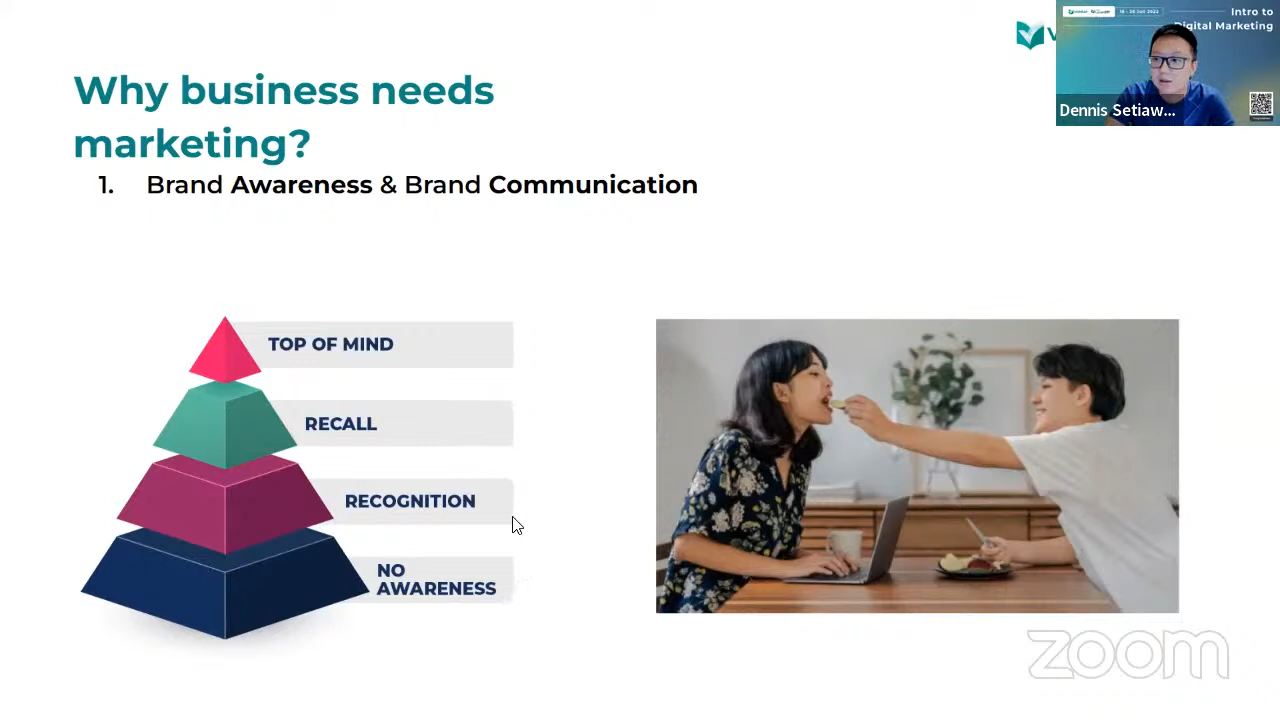 Why business needs
marketing?
1. Brand Awareness & Brand Communication
TOP OF MIND
RECALL
RECOGNITION
NO
AWARENESS
Intro to
Digital Marketing
Dennis Setiaw...
zoom